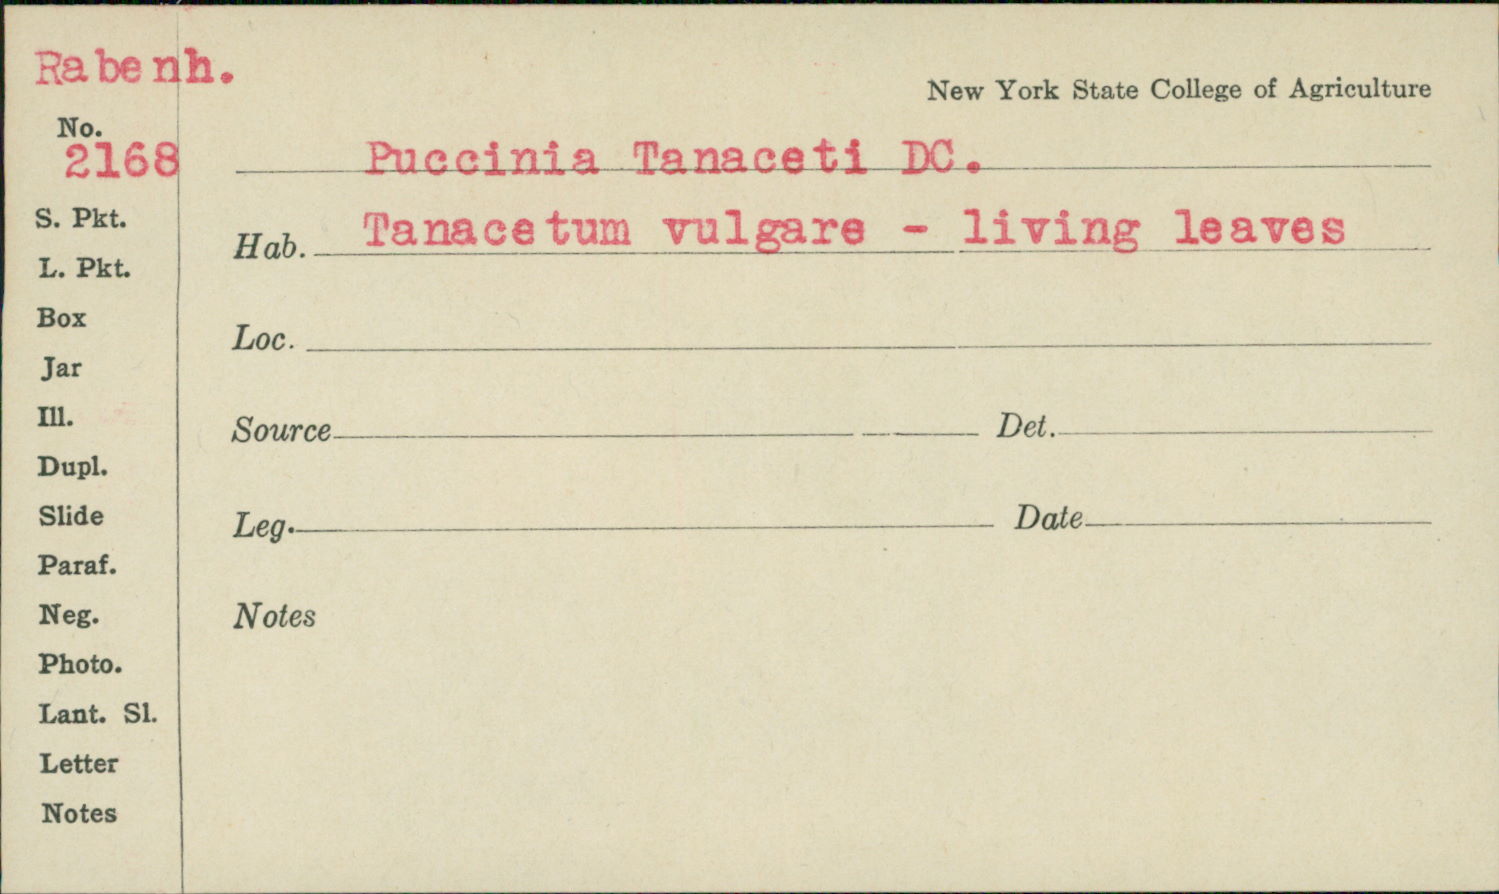 Rabenh.
New York State College of Agriculture
No.
2168
Puccinia Tanaceti DC.
S. Pkt.
Hab. Tanacetum vulgare - living leaves
L. Pkt.
Box
Loc.
Jar
Ill.
Source Det.
Dupl.
Slide
Leg. Date
Paraf.
Neg.
Notes
Photo.
Lant. Sl.
Letter
Notes